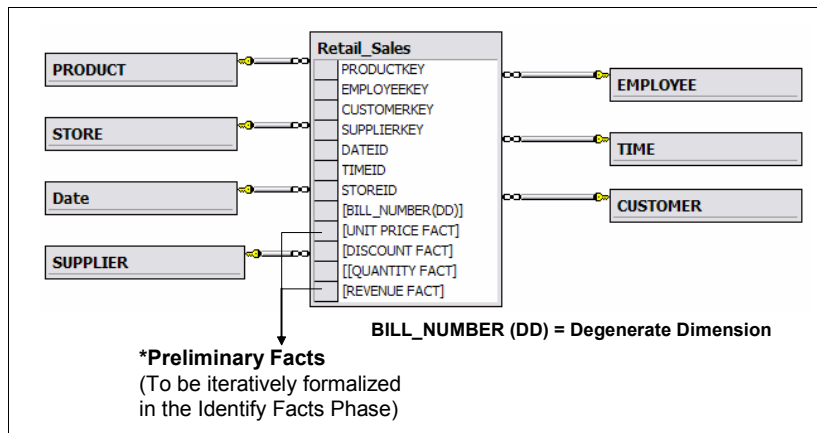 Retail_Sales
PRODUCTKEY
EMPLOYEEKEY
CUSTOMERKEY
SUPPLIERKEY
DATEID
TIMEID
STOREID
[BILL_NUMBER(DD)]
[UNIT PRICE FACT]
[DISCOUNT FACT]
[[QUANTITY FACT]
[REVENUE FACT]
PRODUCT
STORE
Date
SUPPLIER
EMPLOYEE
TIME
CUSTOMER
BILL_NUMBER (DD) = Degenerate Dimension
*Preliminary Facts
(To be iteratively formalized
in the Identify Facts Phase)